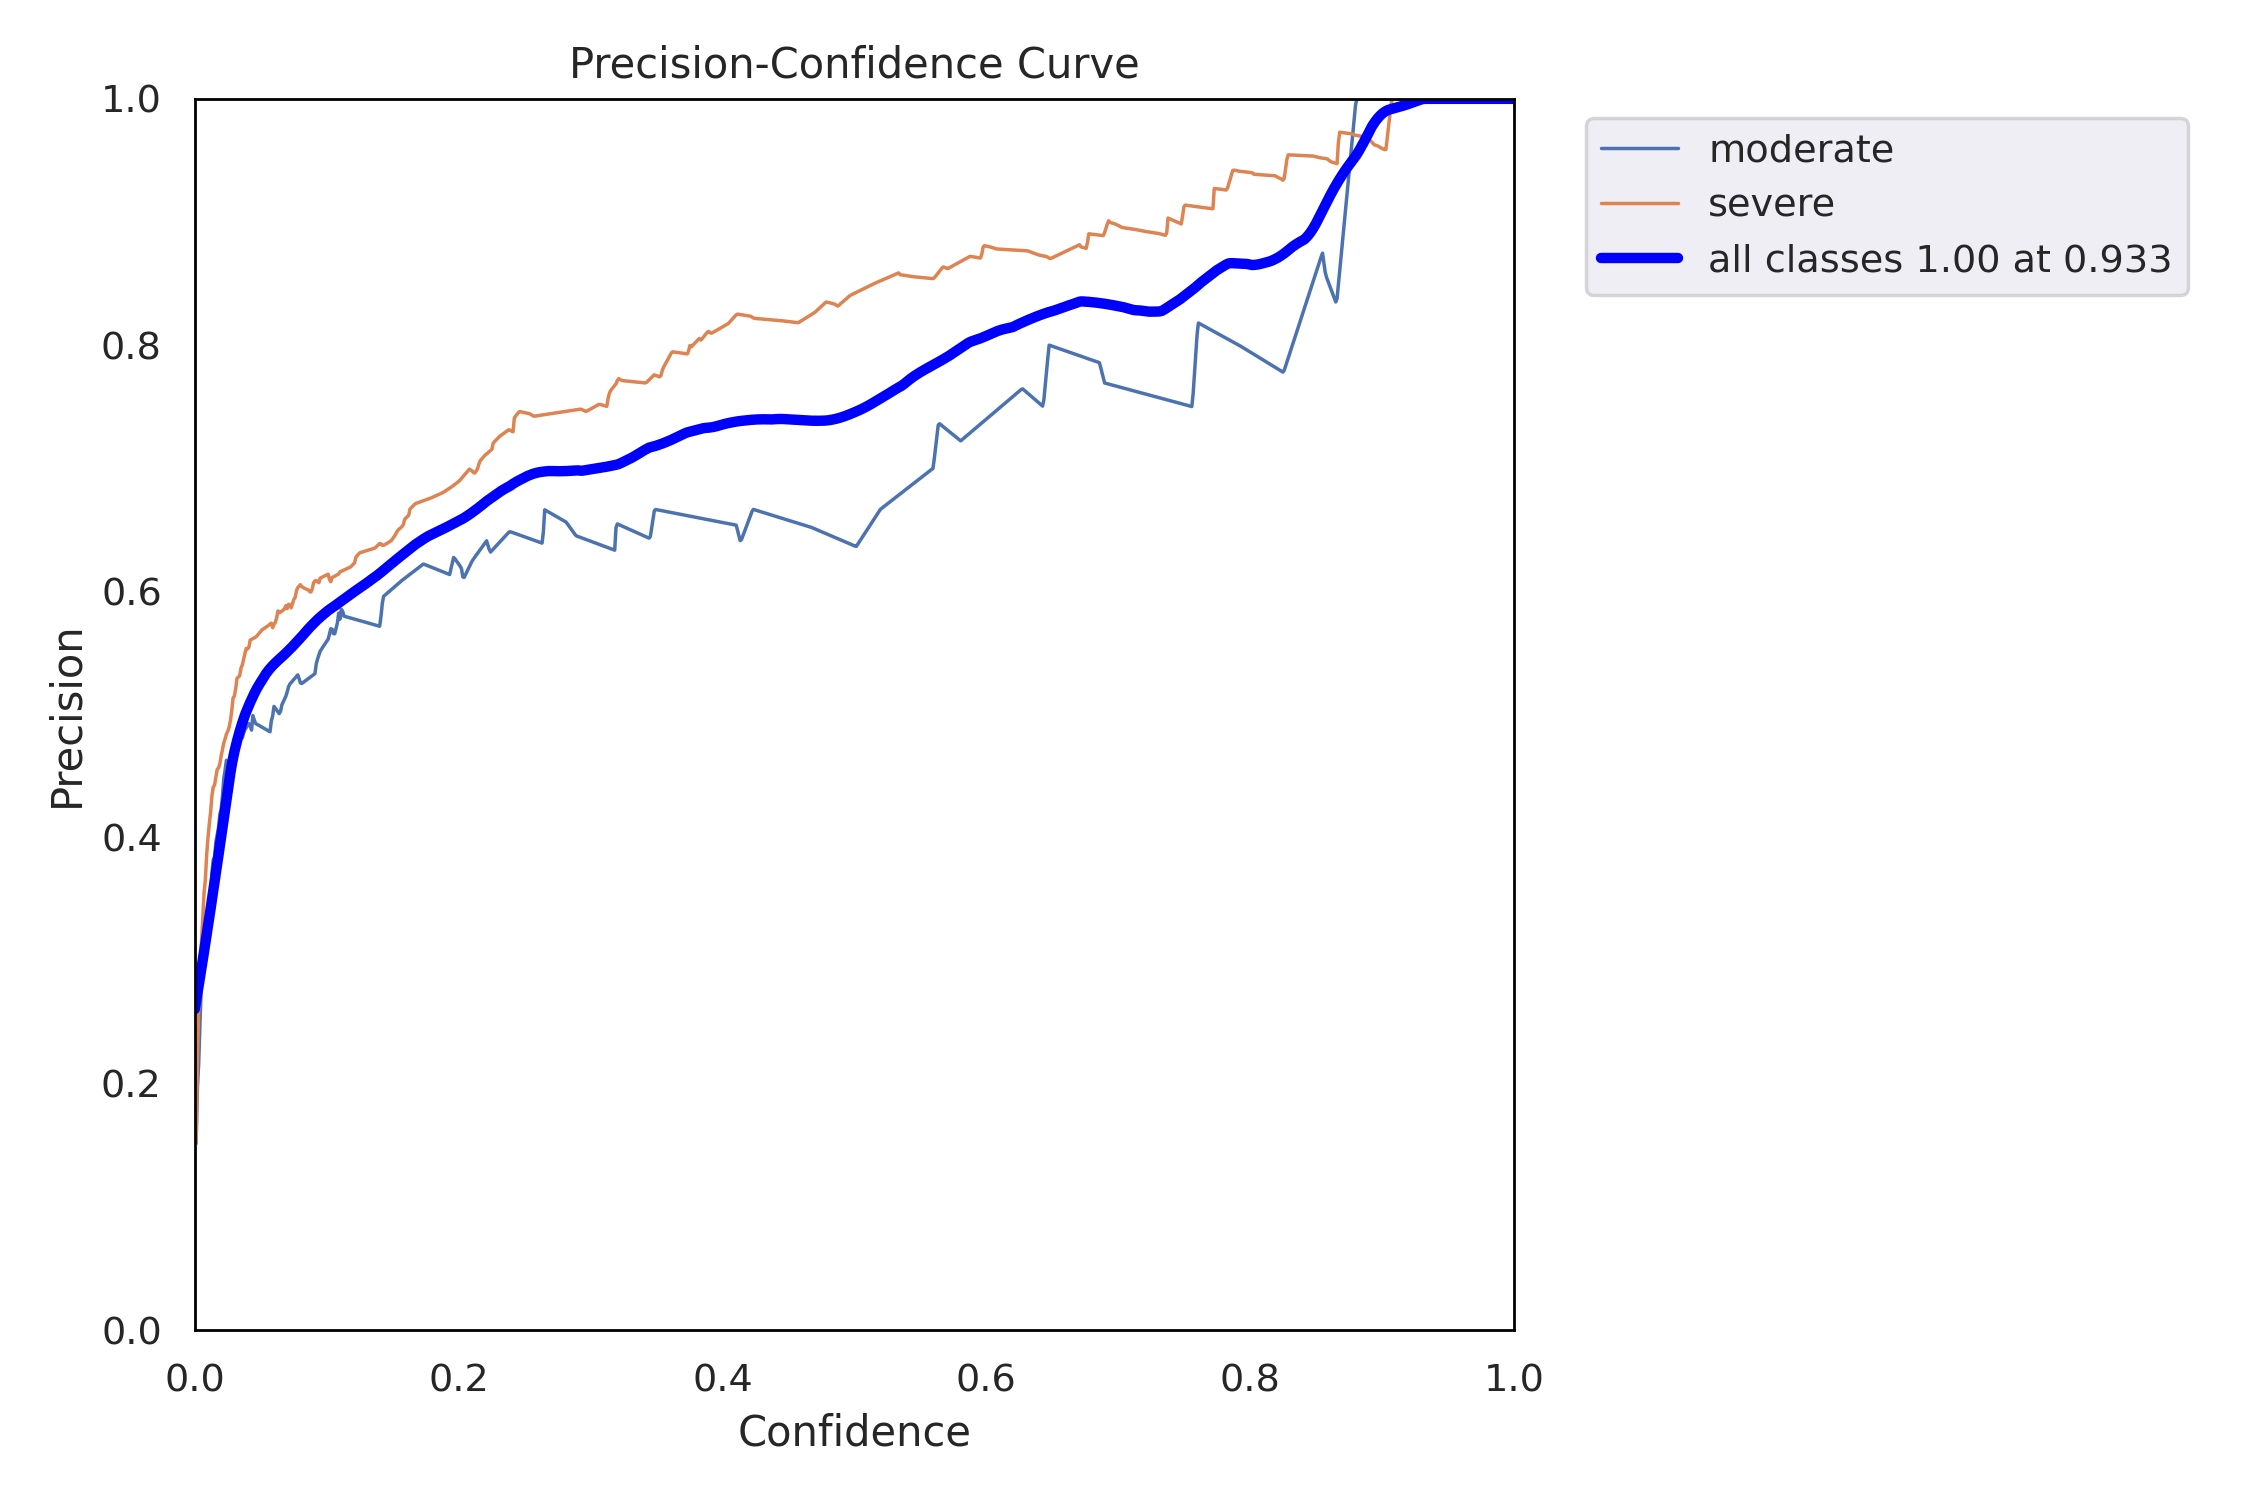 Precision-Confidence Curve
1.0
0.8
0.6
0.4
0.2
0.0
Precision
0.0 0.2 0.4 0.6 0.8 1.0
Confidence
moderate
severe
all classes 1.00 at 0.933